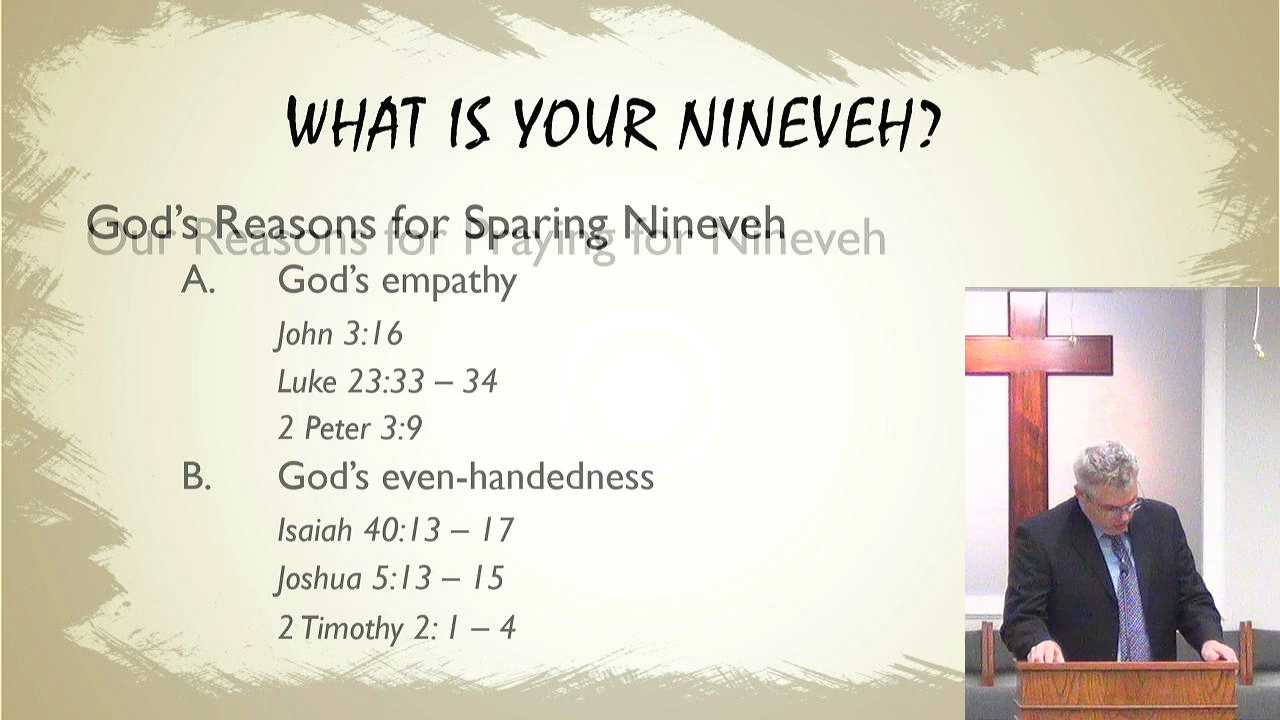 WHAT IS YOUR NINEVEH?
God's Reasons for Sparing Nineveh
Our Reasons for Praying for Nineveh
A. God's empathy
John 3:16
Luke 23:33 – 34
2 Peter 3:9
B. God's even-handedness
Isaiah 40:13 – 17
Joshua 5:13 – 15
2 Timothy 2: 1 – 4